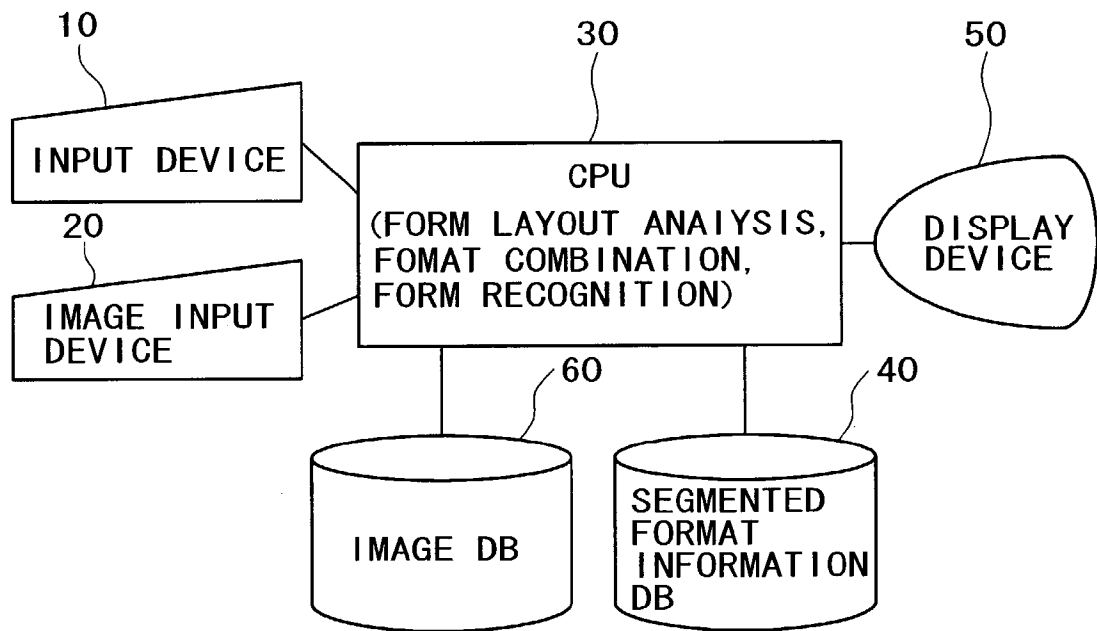 10
30
50
INPUT DEVICE
CPU
(FORM LAYOUT ANAIYSIS,
FOMAT COMBINATION,
FORM RECOGNITION)
DISPLAY
DEVICE
20
IMAGE INPUT
DEVICE
60
40
IMAGE DB
SEGMENTED
FORMAT
INFORMATION
DB